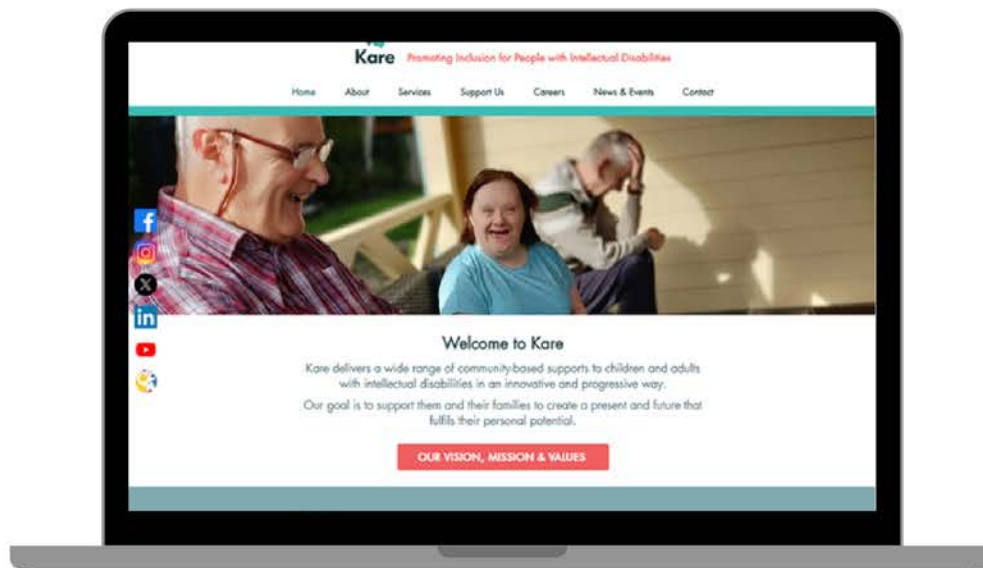 Kare Promoting Inclusion for People with Intellectual Disabilities
Home About Services Support Us Careers News & Events Contact
Welcome to Kare
Kare delivers a wide range of community-based supports to children and adults
with intellectual disabilities in an innovative and progressive way.
Our goal is to support them and their families to create a present and future that
fulfils their personal potential.
OUR VISION, MISSION & VALUES